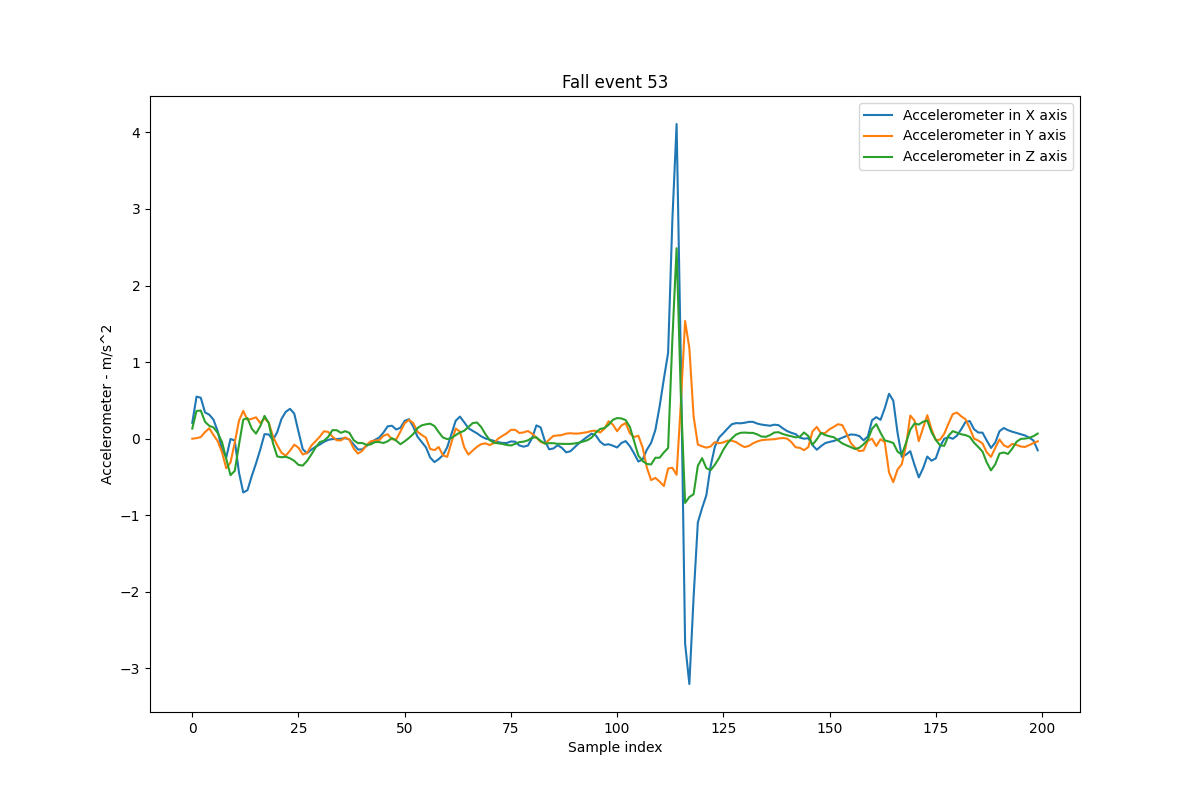 Fall event 53
Accelerometer in X axis
Accelerometer in Y axis
Accelerometer in Z axis
4
3
2
1
0
−1
−2
−3
Accelerometer - m/s^2
0 25 50 75 100 125 150 175 200
Sample index